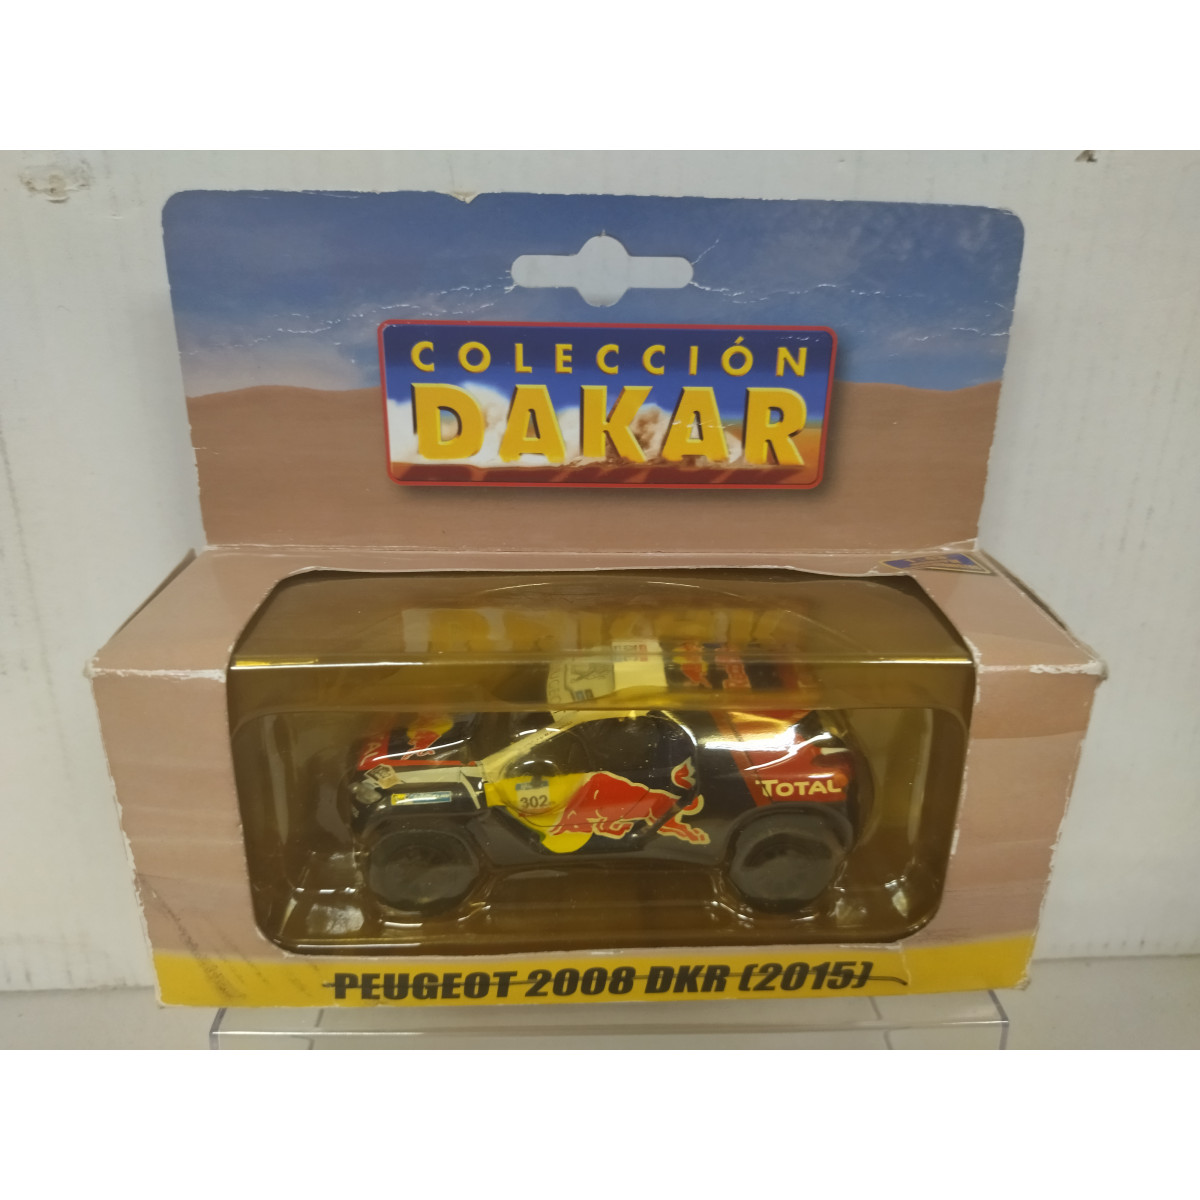 COLECCIÓN
DAKAR
302
TOTAL
PEUGEOT 2008 DKR (2015)